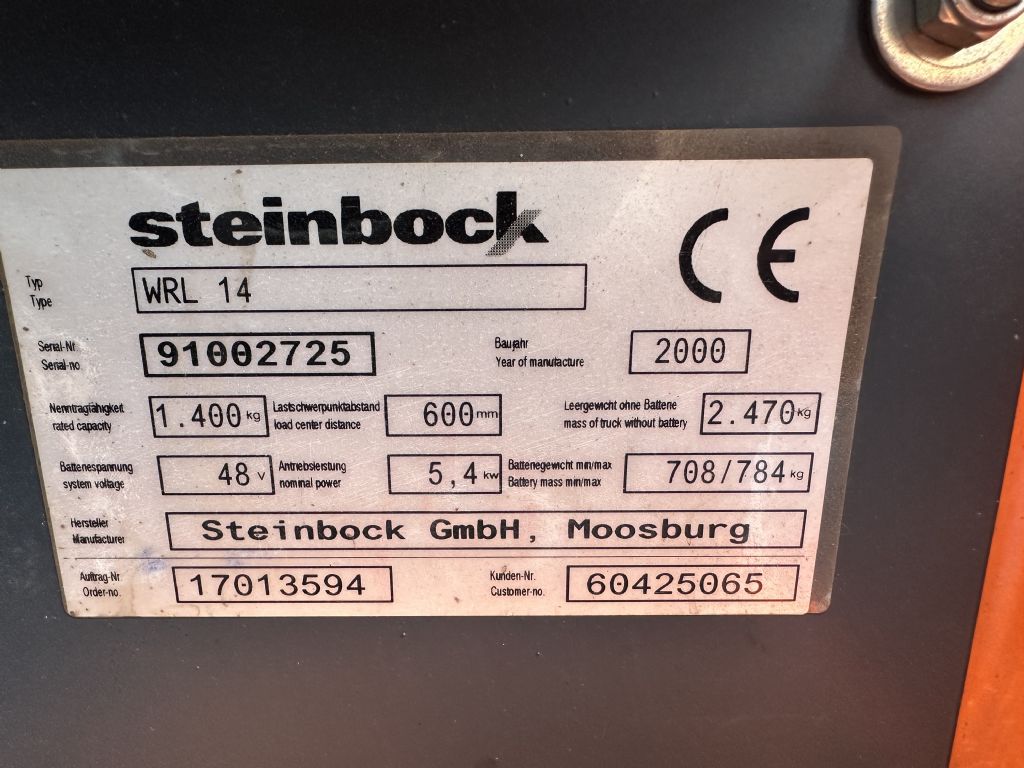 steinbock
CE
Typ
Type
WRL 14
Serial-Nr.
Serial-no.
91002725
Baujahr
Year of manufacture
2000
Nenntragfähigkeit
rated capacity
1.400 kg
Lastschwerpunktabstand
load center distance
600 mm
Leergewicht ohne Batterie
mass of truck without battery
2.470 kg
Batteriespannung
system voltage
48 V
Antriebsleistung
nominal power
5,4 kw
Batteriegewicht min/max
Battery mass min/max
708/784 kg
Hersteller
Manufacturer
Steinbock GmbH, Moosburg
Auftrag-Nr.
Order-no.
17013594
Kunden-Nr.
Customer-no.
60425065